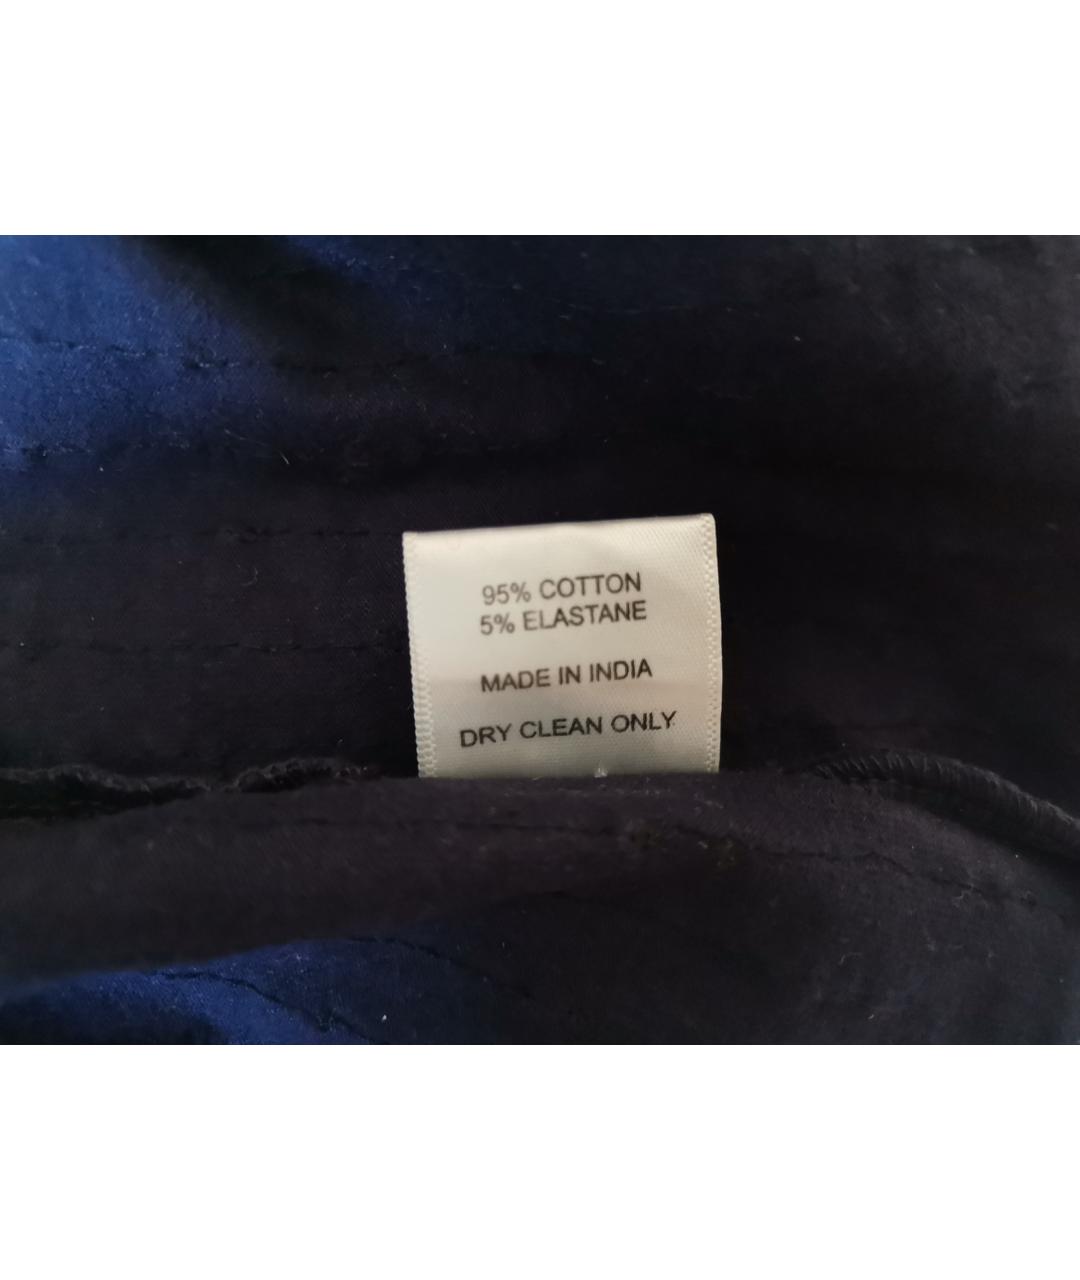 95% COTTON
5% ELASTANE
MADE IN INDIA
DRY CLEAN ONLY